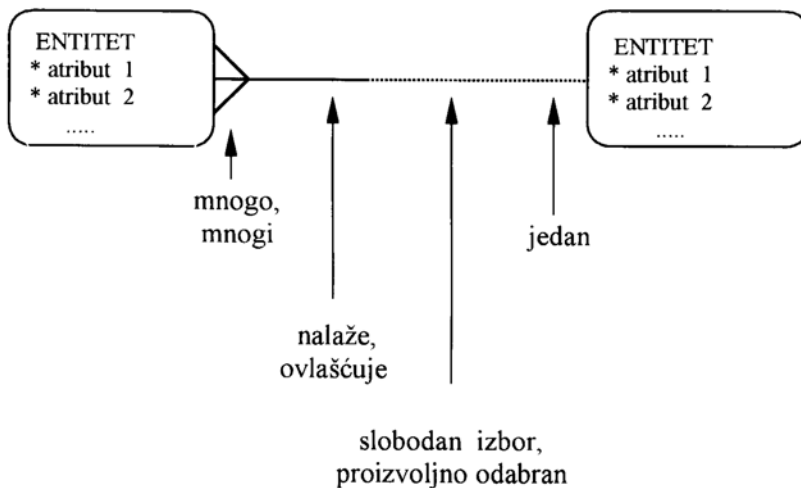 ENTITET
* atribut 1
* atribut 2
.....
ENTITET
* atribut 1
* atribut 2
.....
mnogo,
mnogi
jedan
nalaže,
ovlašćuje
slobodan izbor,
proizvoljno odabran